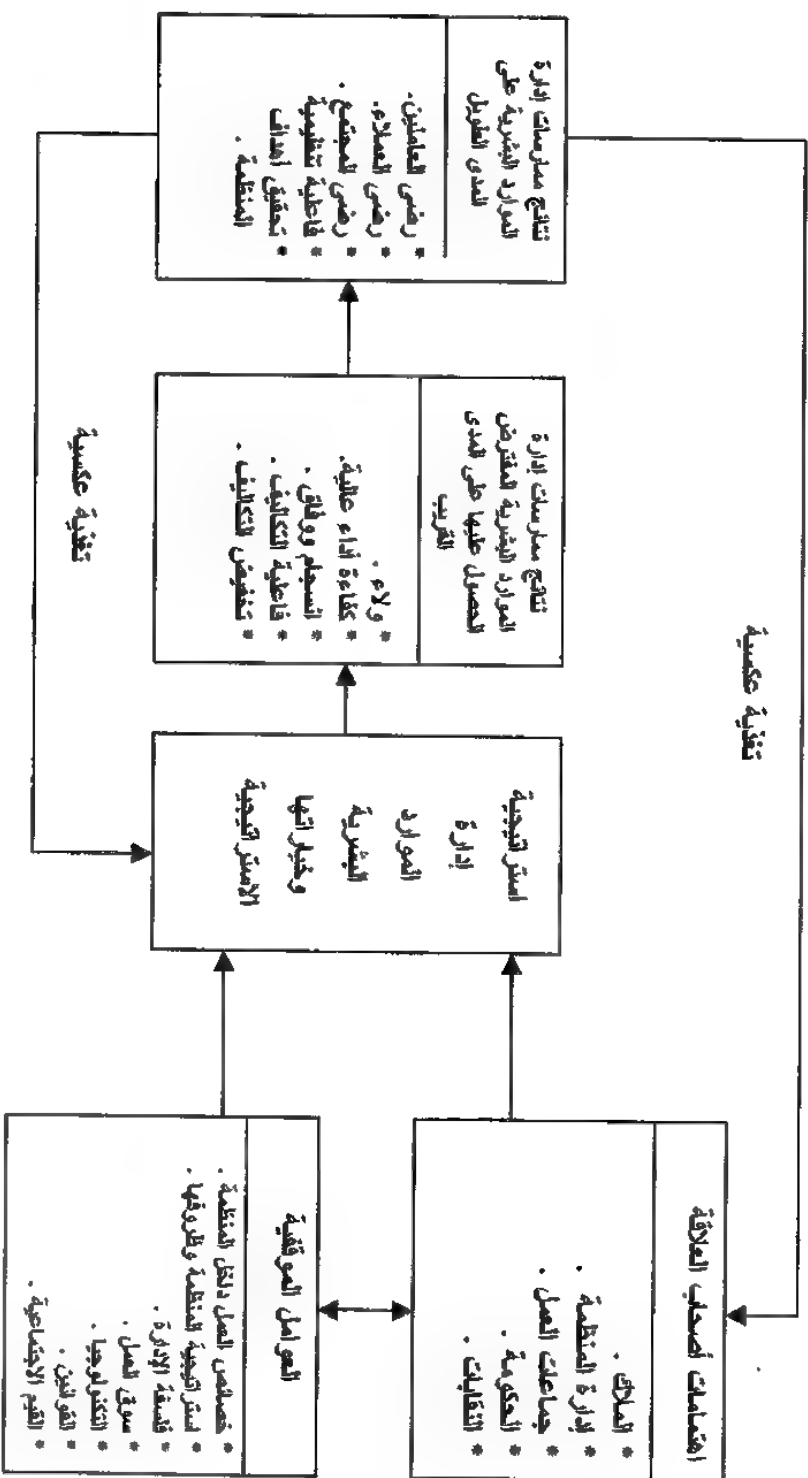 اهتمامات أصحاب العلاقة
* الملاك .
* إدارة المنظمة .
* جماعات العمل .
* الحكومة .
* النقابات .
العوامل الموقفية
* خصائص العمل داخل المنظمة .
* استراتيجية المنظمة وظروفها .
* فلسفة الإدارة .
* سوق العمل .
* التكنولوجيا .
* القوانين .
* القيم الاجتماعية .
استراتيجية
إدارة
الموارد
البشرية
وخياراتها
الاستراتيجية
نتائج ممارسات إدارة
الموارد البشرية المفترض
الحصول عليها على المدى
القريب
* ولاء .
* كفاءة أداء عالية.
* انسجام ووفاق .
* فاعلية التكاليف .
* تخفيض التكاليف .
نتائج ممارسات إدارة
الموارد البشرية على
المدى الطويل
* رضى العاملين.
* رضى العملاء.
* رضى المجتمع .
* فاعلية تنظيمية
* تحقيق أهداف
المنظمة .
تغذية عكسية
تغذية عكسية